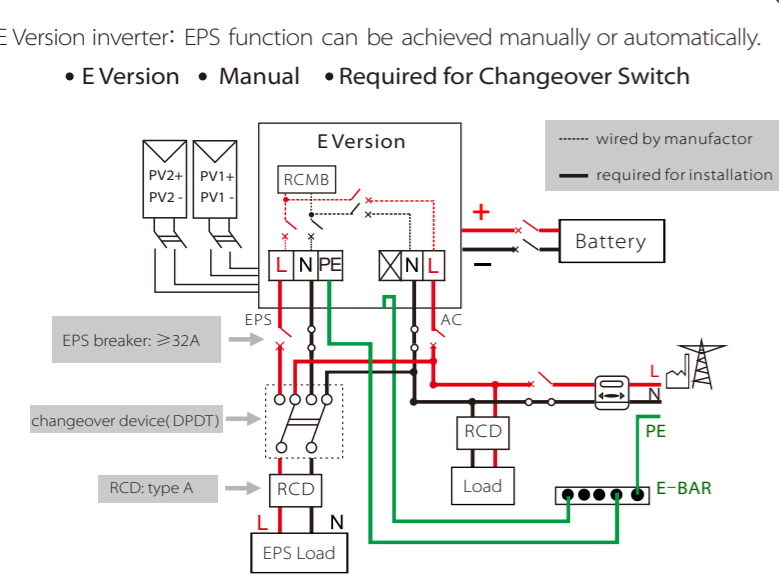 E Version inverter: EPS function can be achieved manually or automatically.
• E Version • Manual • Required for Changeover Switch
E Version
wired by manufactor
required for installation
PV2+
PV2 -
PV1+
PV1 -
RCMB
+
−
Battery
L N PE
N L
EPS
AC
EPS breaker: ≥32A
L
N
changeover device( DPDT)
RCD
PE
RCD: type A
RCD
Load
E-BAR
L N
EPS Load